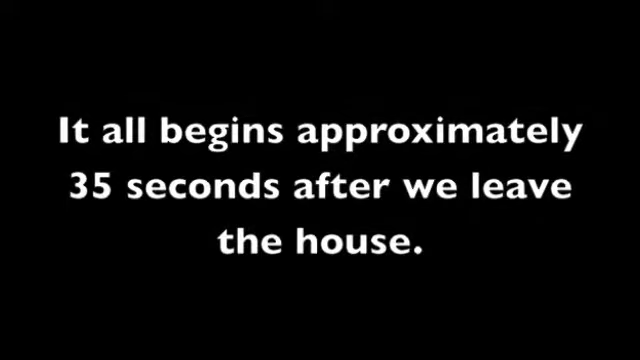 It all begins approximately
35 seconds after we leave
the house.